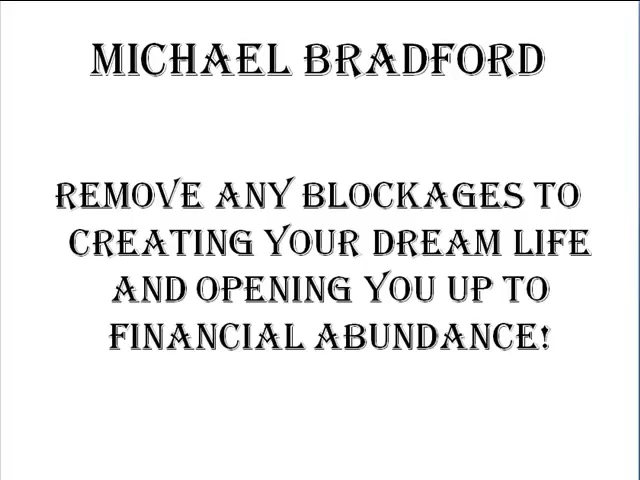 MICHAEL BRADFORD
REMOVE ANY BLOCKAGES TO
CREATING YOUR DREAM LIFE
AND OPENING YOU UP TO
FINANCIAL ABUNDANCE!